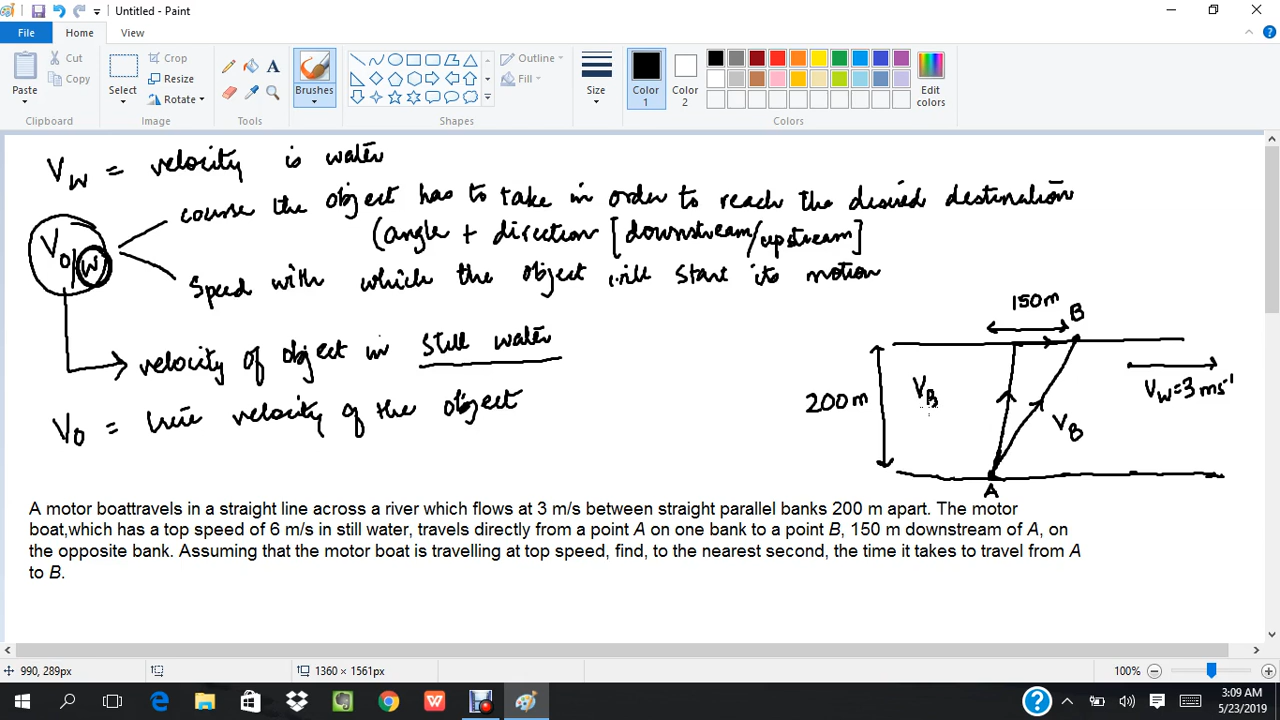 Untitled - Paint
File
Home
View
Paste
Cut
Copy
Clipboard
Select
Crop
Resize
Rotate
Image
A
Tools
Brushes
Outline
Fill
Shapes
Size
Color 1
Color 2
Edit colors
Colors
VW = velocity is water
course the object has to take in order to reach the desired destination
(angle + direction [downstream/upstream]
VO/W
speed with which the object will start its motion
velocity of object in still water
VO = true velocity of the object
150m
B
200m
VB
VB
VW=3 ms-1
A
A motor boattravels in a straight line across a river which flows at 3 m/s between straight parallel banks 200 m apart. The motor
boat,which has a top speed of 6 m/s in still water, travels directly from a point A on one bank to a point B, 150 m downstream of A, on
the opposite bank. Assuming that the motor boat is travelling at top speed, find, to the nearest second, the time it takes to travel from A
to B.
990, 289px
1360 × 1561px
100%
3:09 AM
5/23/2019